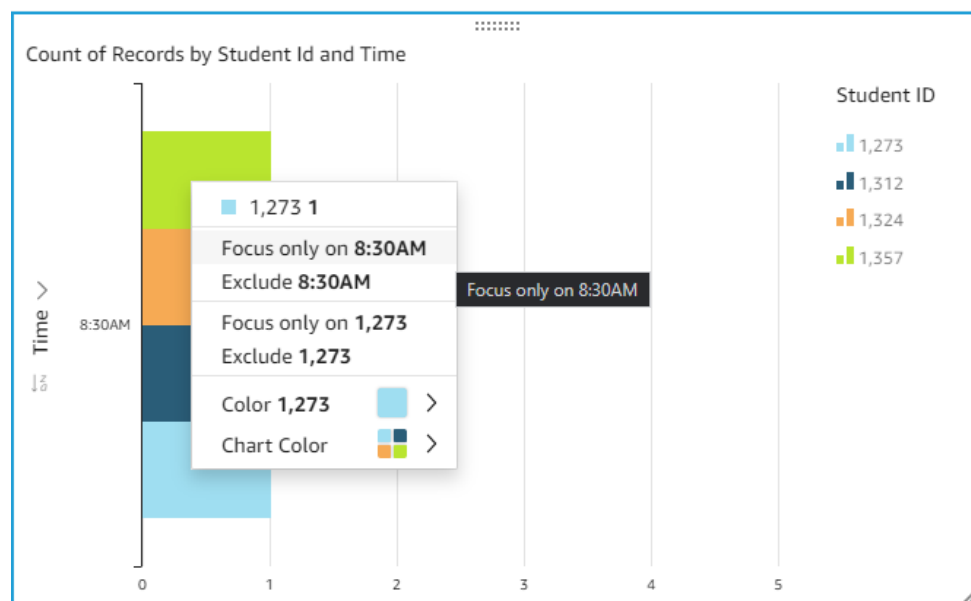 Count of Records by Student Id and Time
Student ID
1,273
1,312
1,324
1,357
1,273 1
Focus only on 8:30AM
Exclude 8:30AM
Focus only on 8:30AM
Focus only on 1,273
Exclude 1,273
Color 1,273
Chart Color
Time
8:30AM
0 1 2 3 4 5